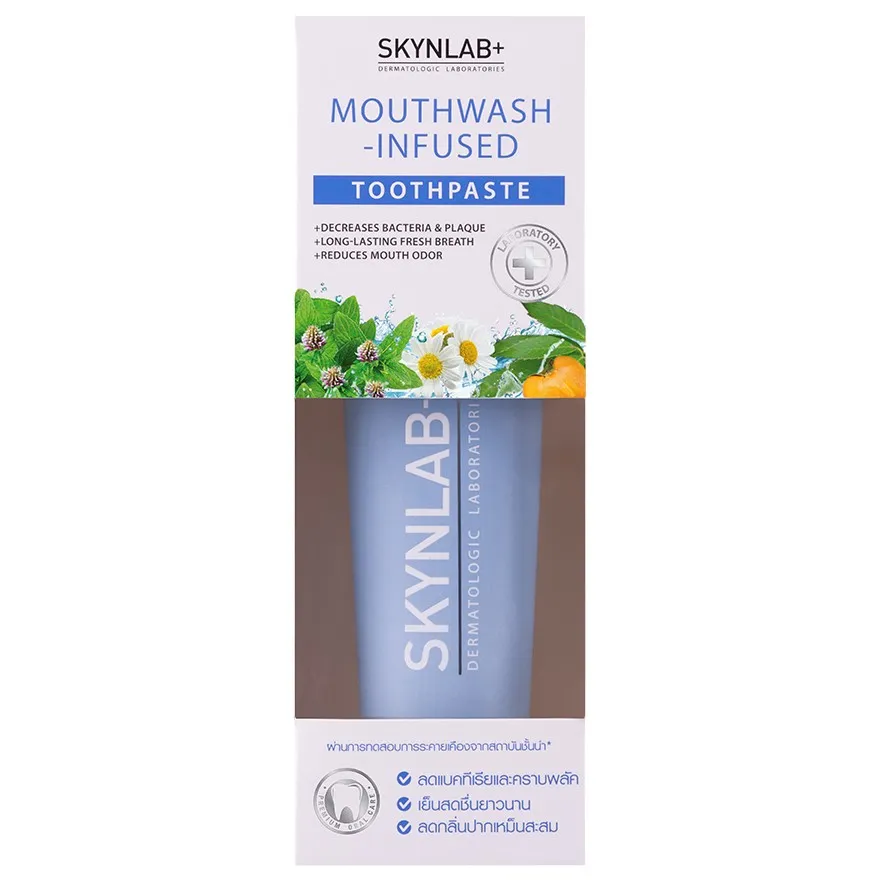 SKYNLAB+
DERMATOLOGIC LABORATORIES
MOUTHWASH
-INFUSED
TOOTHPASTE
+DECREASES BACTERIA & PLAQUE
+LONG-LASTING FRESH BREATH
+REDUCES MOUTH ODOR
LABORATORY
TESTED
SKYNLAB+
DERMATOLOGIC LABORATORI
ผ่านการทดสอบการระคายเคืองจากสถาบันชั้นนำ*
PREMIUM ORAL CARE
ลดแบคทีเรียและคราบพลัค
เย็นสดชื่นยาวนาน
ลดกลิ่นปากเหม็นสะสม